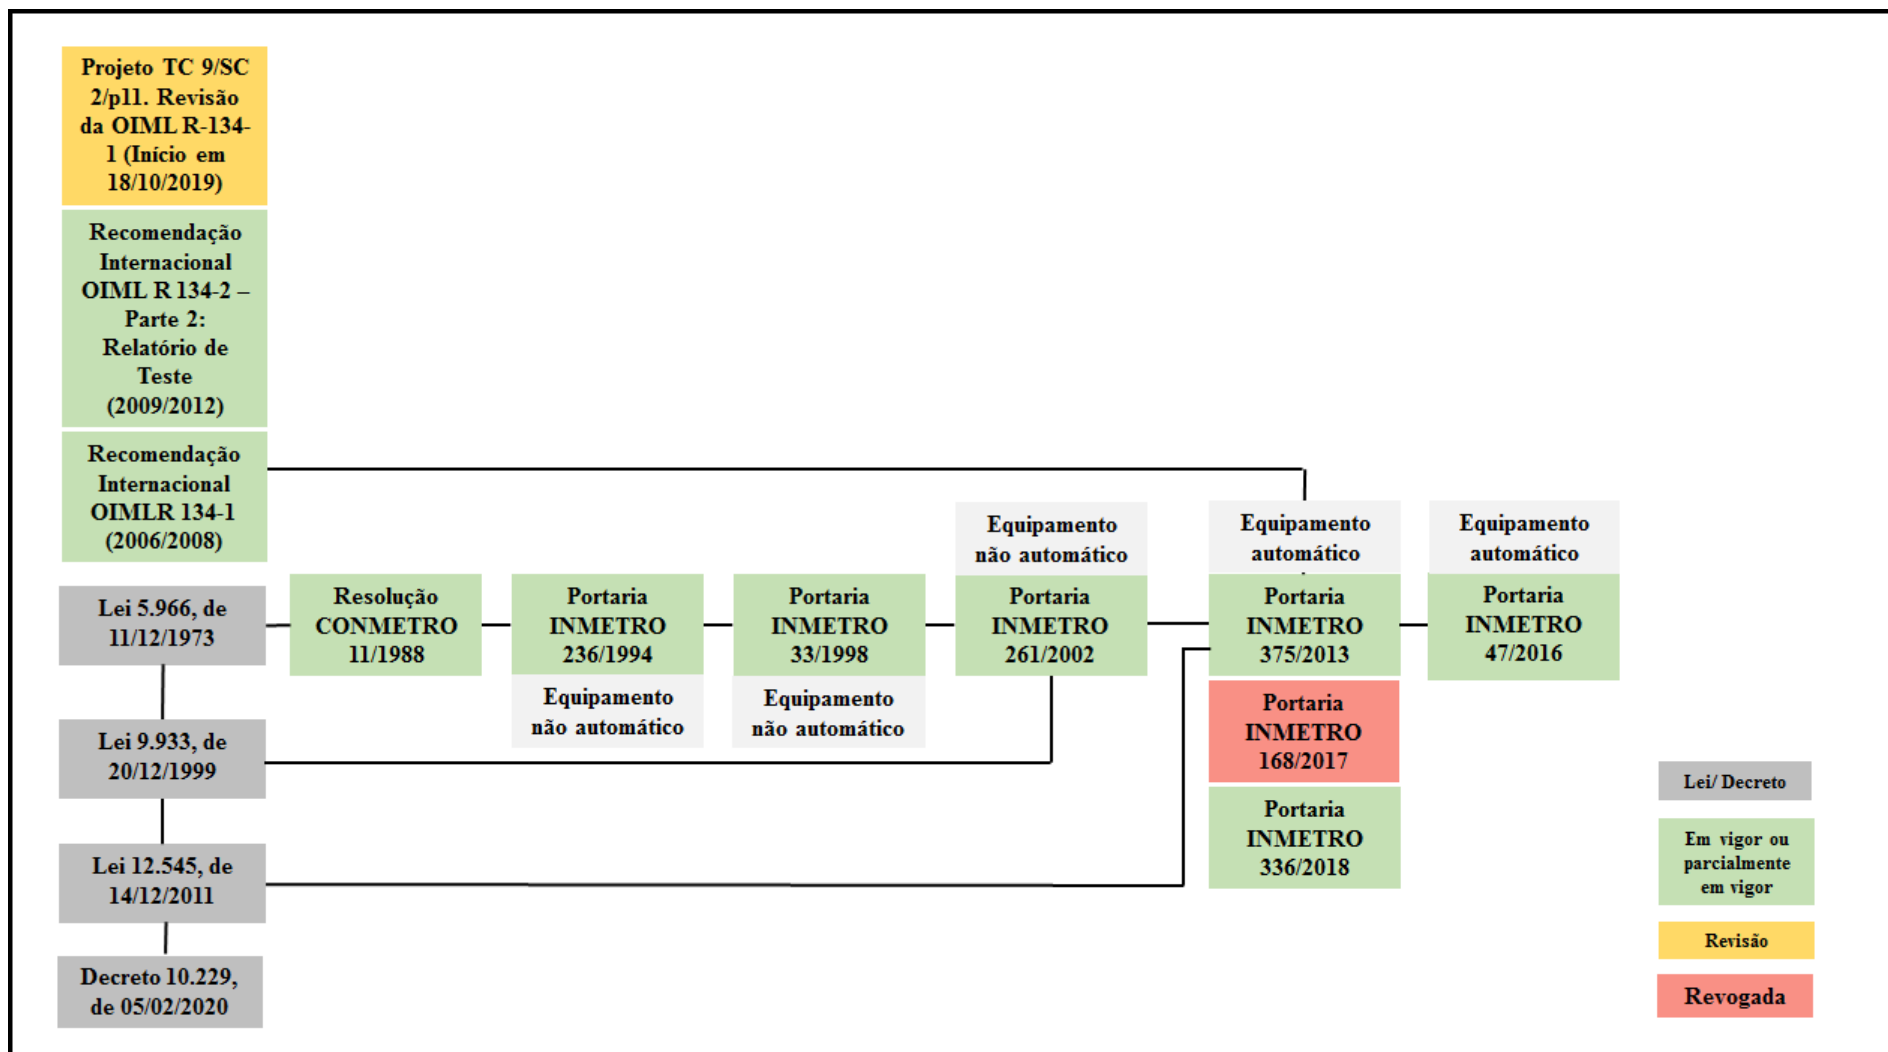 Projeto TC 9/SC
2/p11. Revisão
da OIML R-134-
1 (Início em
18/10/2019)
Recomendação
Internacional
OIML R 134-2 –
Parte 2:
Relatório de
Teste
(2009/2012)
Recomendação
Internacional
OIMLR 134-1
(2006/2008)
Lei 5.966, de
11/12/1973
Resolução
CONMETRO
11/1988
Portaria
INMETRO
236/1994
Equipamento
não automático
Portaria
INMETRO
33/1998
Equipamento
não automático
Equipamento
não automático
Portaria
INMETRO
261/2002
Equipamento
automático
Portaria
INMETRO
375/2013
Equipamento
automático
Portaria
INMETRO
47/2016
Portaria
INMETRO
168/2017
Portaria
INMETRO
336/2018
Lei 9.933, de
20/12/1999
Lei 12.545, de
14/12/2011
Decreto 10.229,
de 05/02/2020
Lei/ Decreto
Em vigor ou
parcialmente
em vigor
Revisão
Revogada